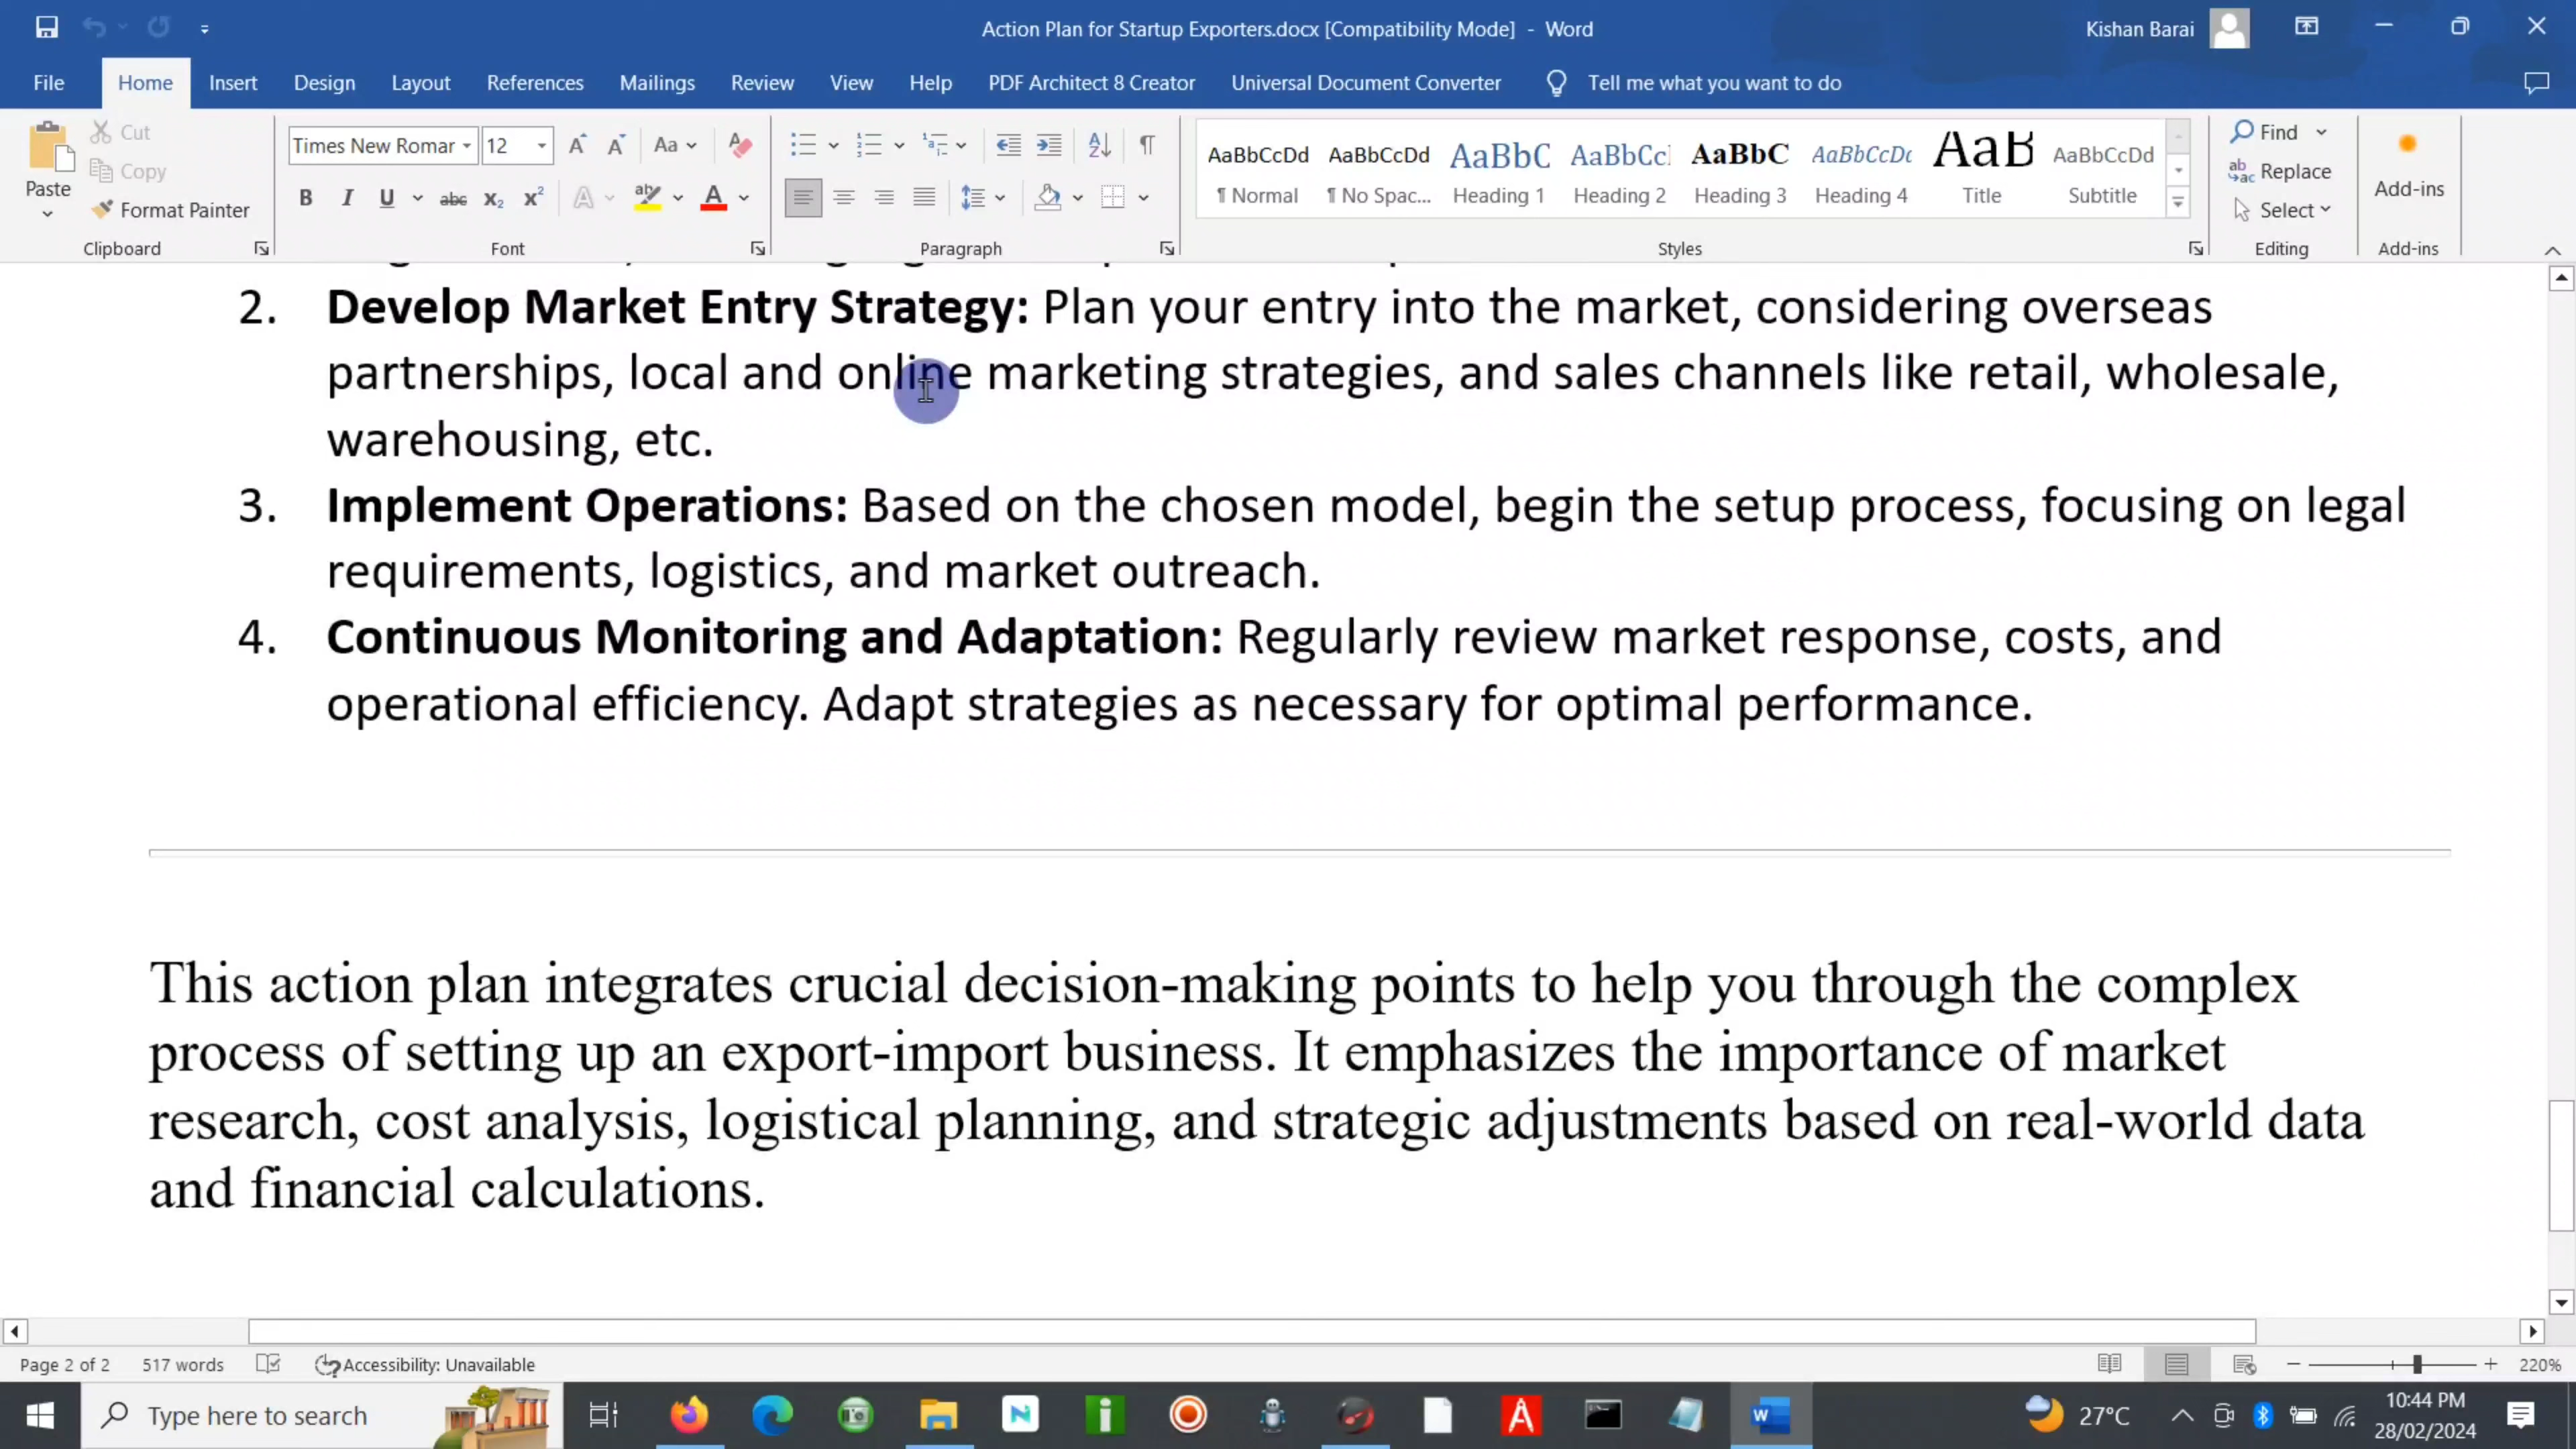 Action Plan for Startup Exporters.docx [Compatibility Mode] - Word
Kishan Barai
File Home Insert Design Layout References Mailings Review View Help PDF Architect 8 Creator Universal Document Converter Tell me what you want to do
Paste
Cut
Copy
Format Painter
Clipboard
Times New Romar 12
Font
Paragraph
AaBbCcDd AaBbCcDd AaBbC AaBbCcl AaBbC AaBbCcDc AaB AaBbCcDd
¶ Normal ¶ No Spac... Heading 1 Heading 2 Heading 3 Heading 4 Title Subtitle
Styles
Find
Replace
Select
Editing
Add-ins
Add-ins
2. Develop Market Entry Strategy: Plan your entry into the market, considering overseas
partnerships, local and online marketing strategies, and sales channels like retail, wholesale,
warehousing, etc.
3. Implement Operations: Based on the chosen model, begin the setup process, focusing on legal
requirements, logistics, and market outreach.
4. Continuous Monitoring and Adaptation: Regularly review market response, costs, and
operational efficiency. Adapt strategies as necessary for optimal performance.
This action plan integrates crucial decision-making points to help you through the complex
process of setting up an export-import business. It emphasizes the importance of market
research, cost analysis, logistical planning, and strategic adjustments based on real-world data
and financial calculations.
Page 2 of 2 517 words Accessibility: Unavailable 220%
Type here to search
27°C
10:44 PM
28/02/2024